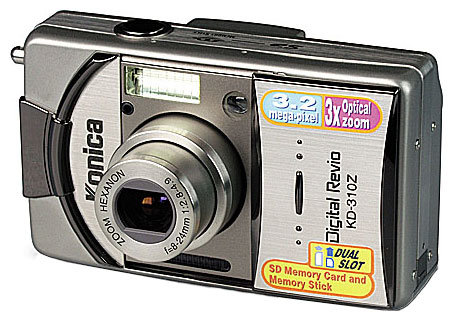 Konica
ZOOM HEXANON
f=8-24mm 1:2.8-4.9
3.2
mega-pixel
3x Optical
zoom
Digital Revio
KD-310Z
DUAL
SLOT
SD Memory Card and
Memory Stick